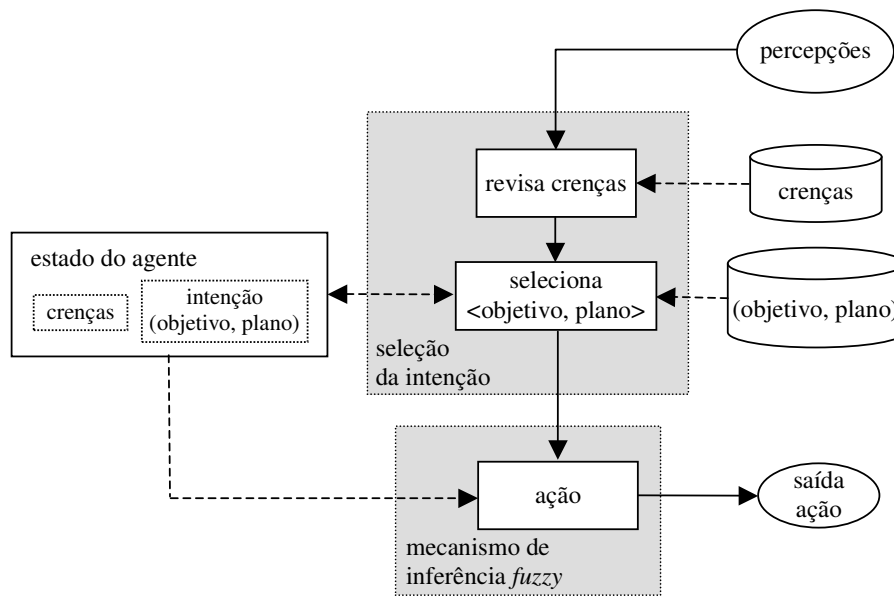 percepções
revisa crenças
crenças
estado do agente
crenças
intenção
(objetivo, plano)
seleciona
<objetivo, plano>
(objetivo, plano)
seleção
da intenção
ação
saída
ação
mecanismo de
inferência fuzzy